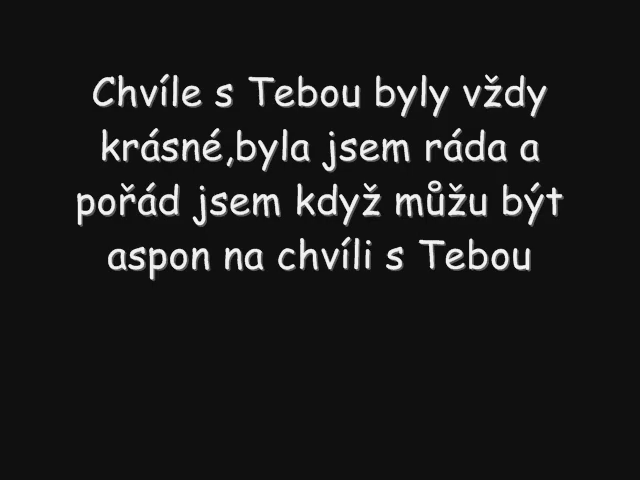 Chvíle s Tebou byly vždy
krásné,byla jsem ráda a
pořád jsem když můžu být
aspon na chvíli s Tebou